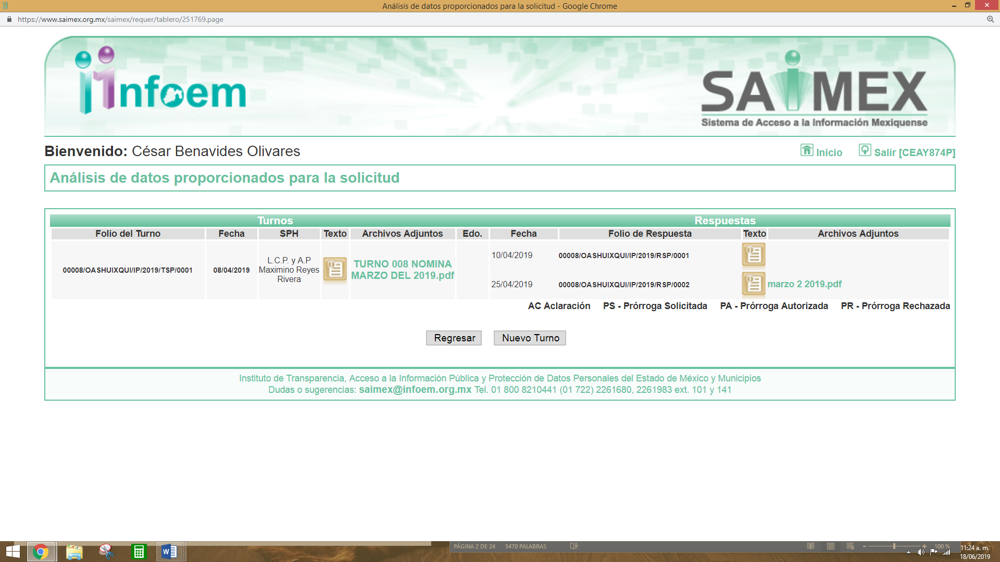 Análisis de datos proporcionados para la solicitud - Google Chrome
https://www.saimex.org.mx/saimex/requer/tablero/251769.page
infoem
SAIMEX
Sistema de Acceso a la Información Mexiquense
Bienvenido: César Benavides Olivares
Inicio Salir [CEAY874P]
Análisis de datos proporcionados para la solicitud
Turnos Respuestas
Folio del Turno Fecha SPH Texto Archivos Adjuntos Edo. Fecha Folio de Respuesta Texto Archivos Adjuntos
00008/OASHUIXQUI/IP/2019/TSP/0001 08/04/2019
L.C.P. y A.P
Maximino Reyes
Rivera
TURNO 008 NOMINA
MARZO DEL 2019.pdf
10/04/2019 00008/OASHUIXQUI/IP/2019/RSP/0001
25/04/2019 00008/OASHUIXQUI/IP/2019/RSP/0002 marzo 2 2019.pdf
AC Aclaración PS - Prórroga Solicitada PA - Prórroga Autorizada PR - Prórroga Rechazada
Regresar Nuevo Turno
Instituto de Transparencia, Acceso a la Información Pública y Protección de Datos Personales del Estado de México y Municipios
Dudas o sugerencias: saimex@infoem.org.mx Tel. 01 800 8210441 (01 722) 2261680, 2261983 ext. 101 y 141
PÁGINA 2 DE 24 5470 PALABRAS 100 %
11:24 a. m.
18/06/2019